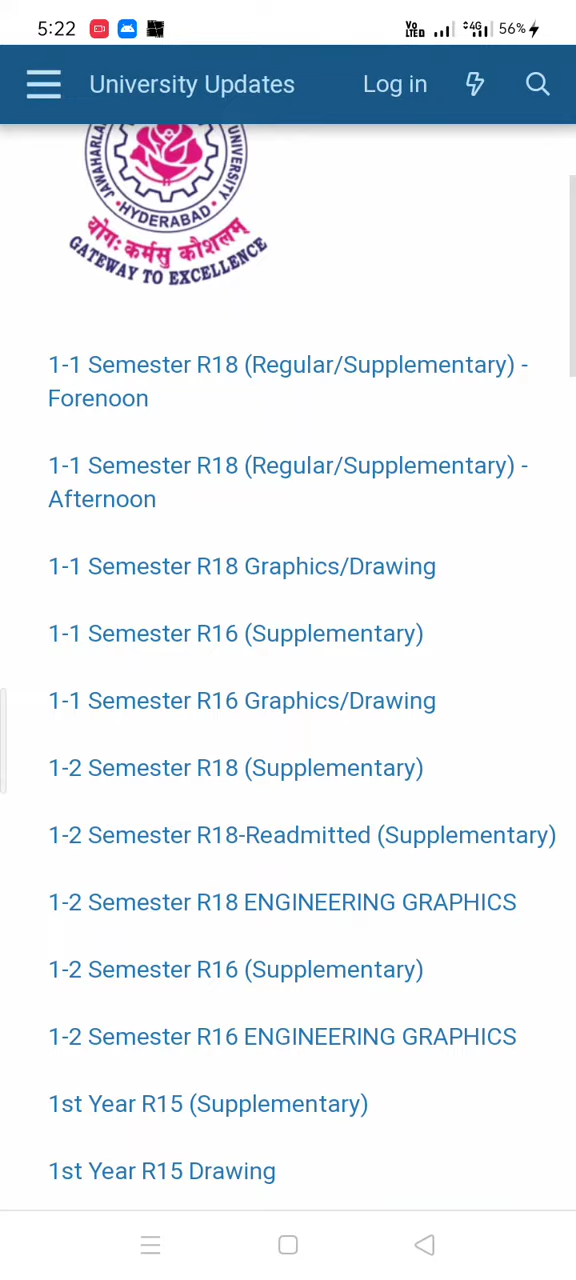 5:22
Vo
LTED
4G
56%
University Updates
Log in
JAWAHARLA
UNIVERSITY
HYDERABAD
योगः कर्मसु कौशलम्
GATEWAY TO EXCELLENCE
1-1 Semester R18 (Regular/Supplementary) -
Forenoon
1-1 Semester R18 (Regular/Supplementary) -
Afternoon
1-1 Semester R18 Graphics/Drawing
1-1 Semester R16 (Supplementary)
1-1 Semester R16 Graphics/Drawing
1-2 Semester R18 (Supplementary)
1-2 Semester R18-Readmitted (Supplementary)
1-2 Semester R18 ENGINEERING GRAPHICS
1-2 Semester R16 (Supplementary)
1-2 Semester R16 ENGINEERING GRAPHICS
1st Year R15 (Supplementary)
1st Year R15 Drawing